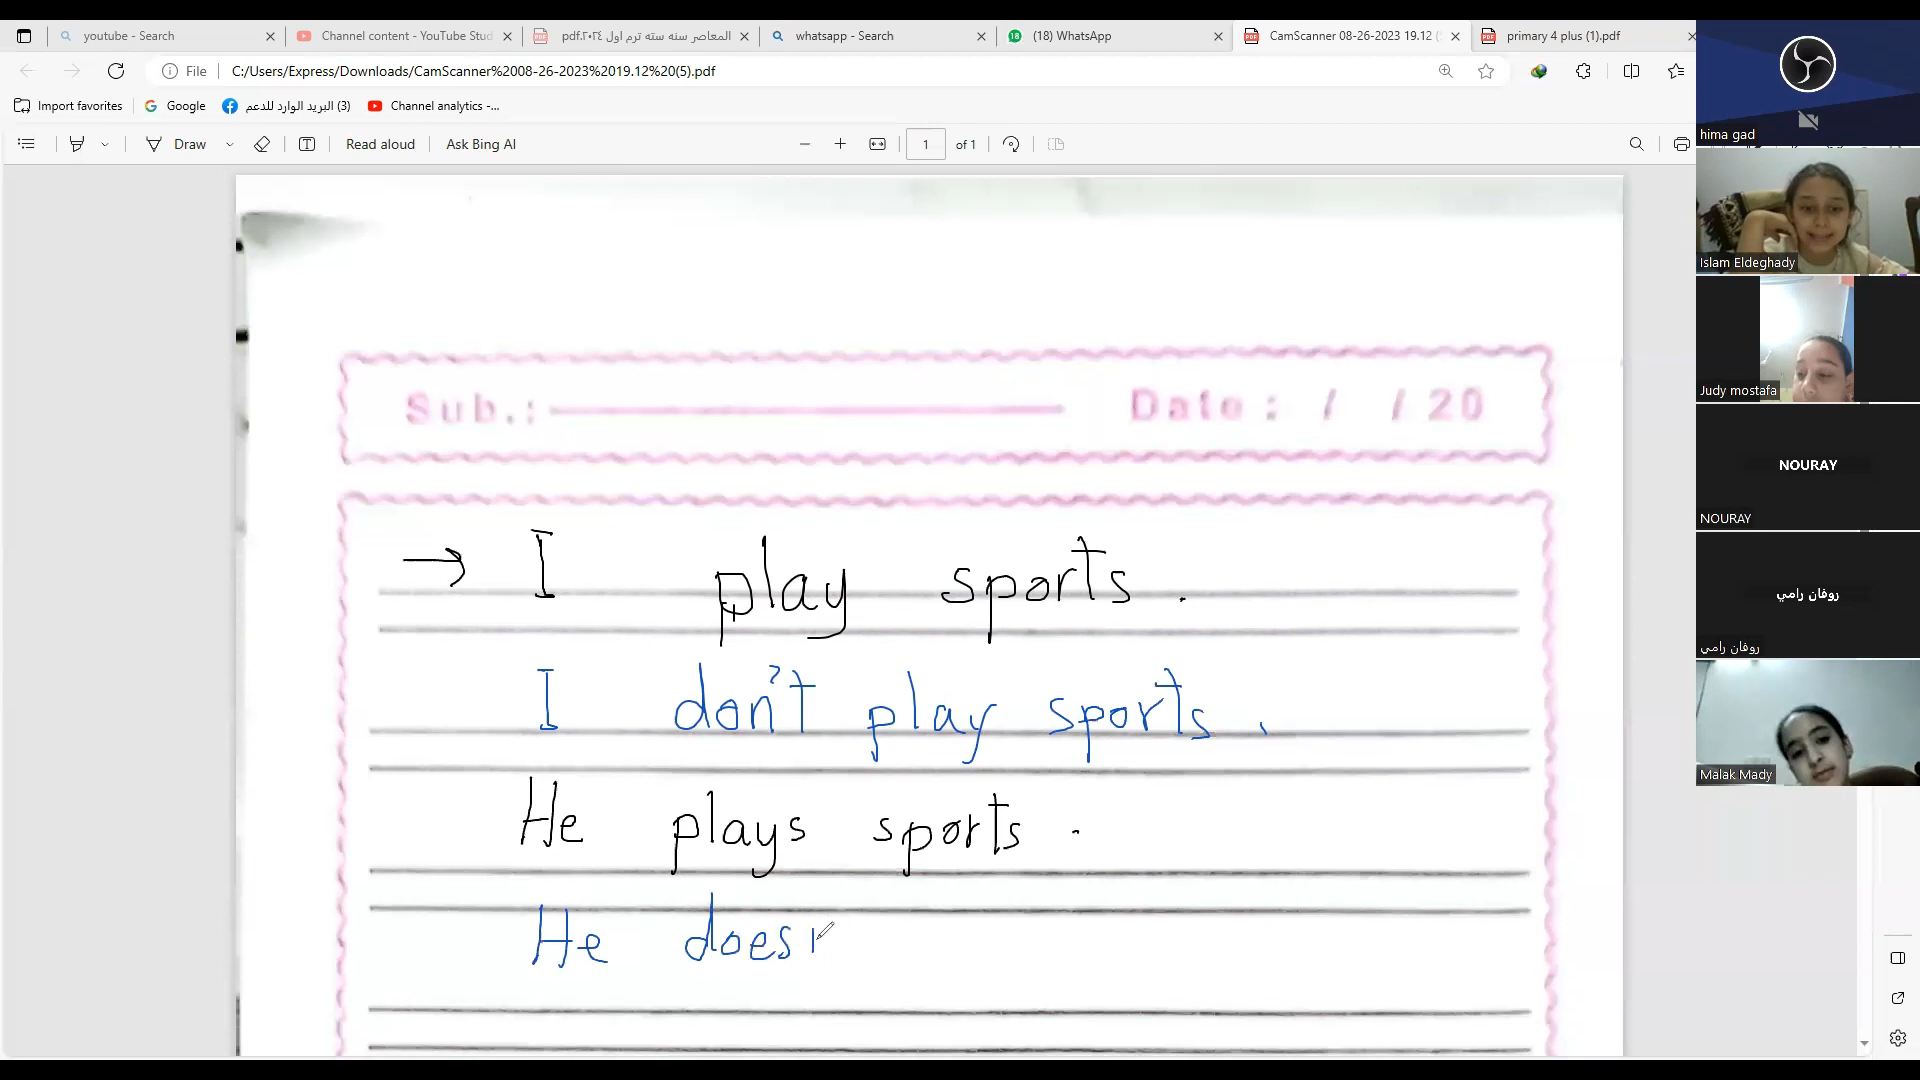 youtube - Search
Channel content - YouTube Stud
المعاصر سنه سته ترم اول ٢٠٢٤.pdf
whatsapp - Search
(18) WhatsApp
CamScanner 08-26-2023 19.12 (
primary 4 plus (1).pdf
File
C:/Users/Express/Downloads/CamScanner%2008-26-2023%2019.12%20(5).pdf
Import favorites
Google
(3) البريد الوارد للدعم
Channel analytics -...
Draw
Read aloud
Ask Bing AI
1 of 1
hima gad
Islam Eldeghady
Judy mostafa
NOURAY
NOURAY
روفان رامي
روفان رامي
Malak Mady
Sub.: Date : / / 20
→ I play sports .
I don't play sports .
He plays sports .
He does